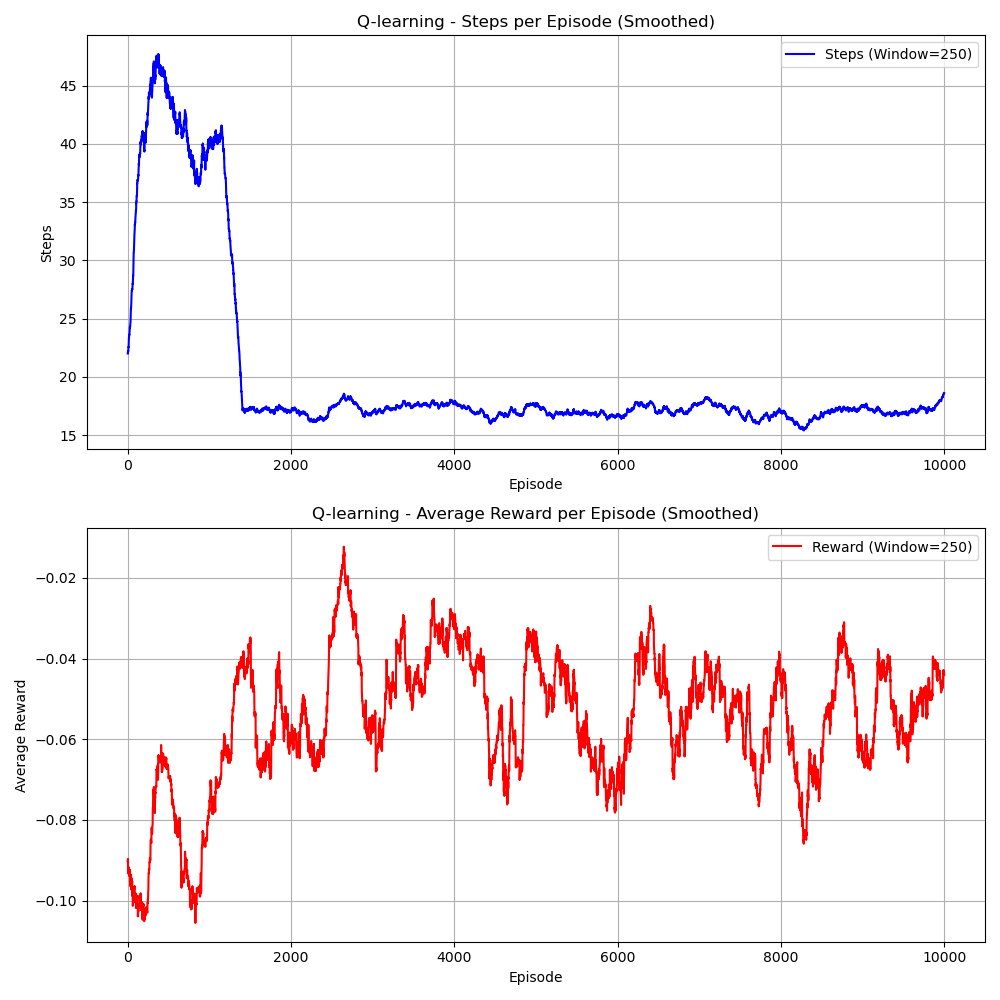 Q-learning - Steps per Episode (Smoothed)
Steps (Window=250)
45
40
35
30
25
20
15
Steps
0 2000 4000 6000 8000 10000
Episode
Q-learning - Average Reward per Episode (Smoothed)
Reward (Window=250)
−0.02
−0.04
−0.06
−0.08
−0.10
Average Reward
0 2000 4000 6000 8000 10000
Episode